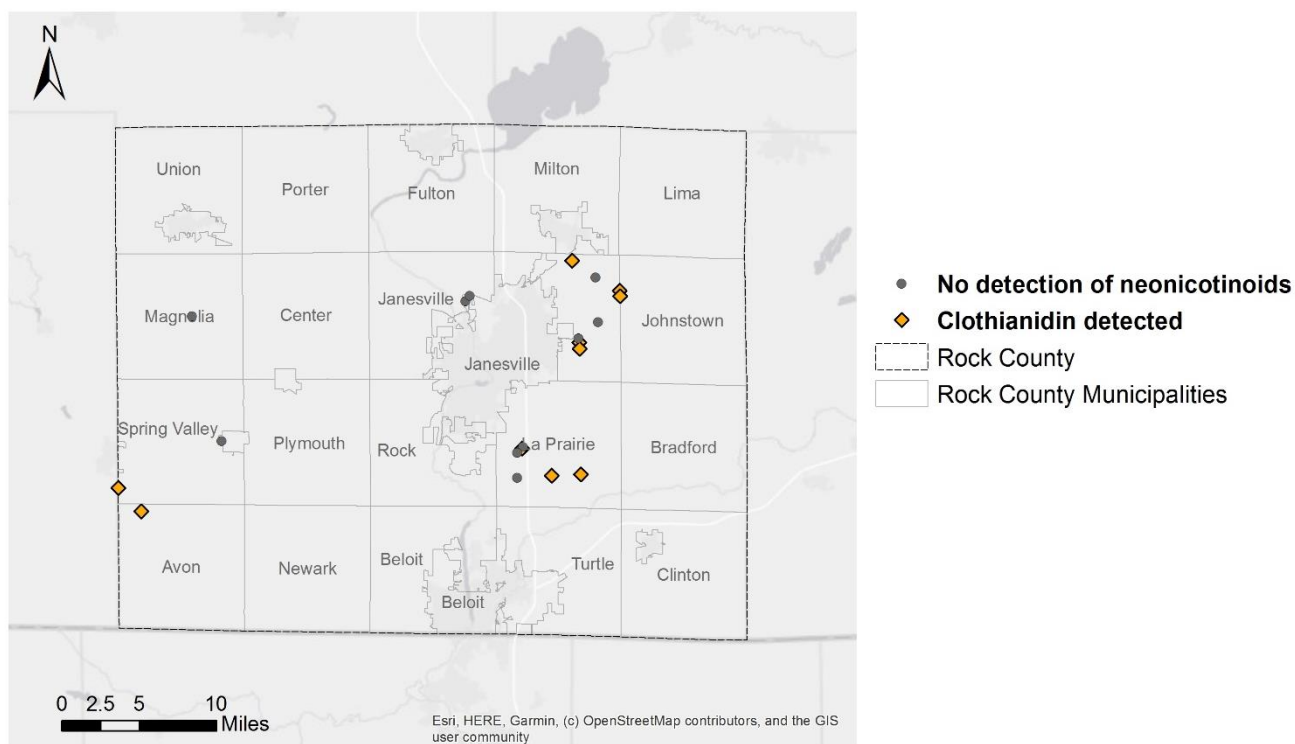 N
Union
Porter
Fulton
Milton
Lima
Magnolia
Center
Janesville
Janesville
Johnstown
Spring Valley
Plymouth
Rock
La Prairie
Bradford
Avon
Newark
Beloit
Beloit
Turtle
Clinton
No detection of neonicotinoids
Clothianidin detected
Rock County
Rock County Municipalities
0 2.5 5 10
Miles
Esri, HERE, Garmin, (c) OpenStreetMap contributors, and the GIS
user community